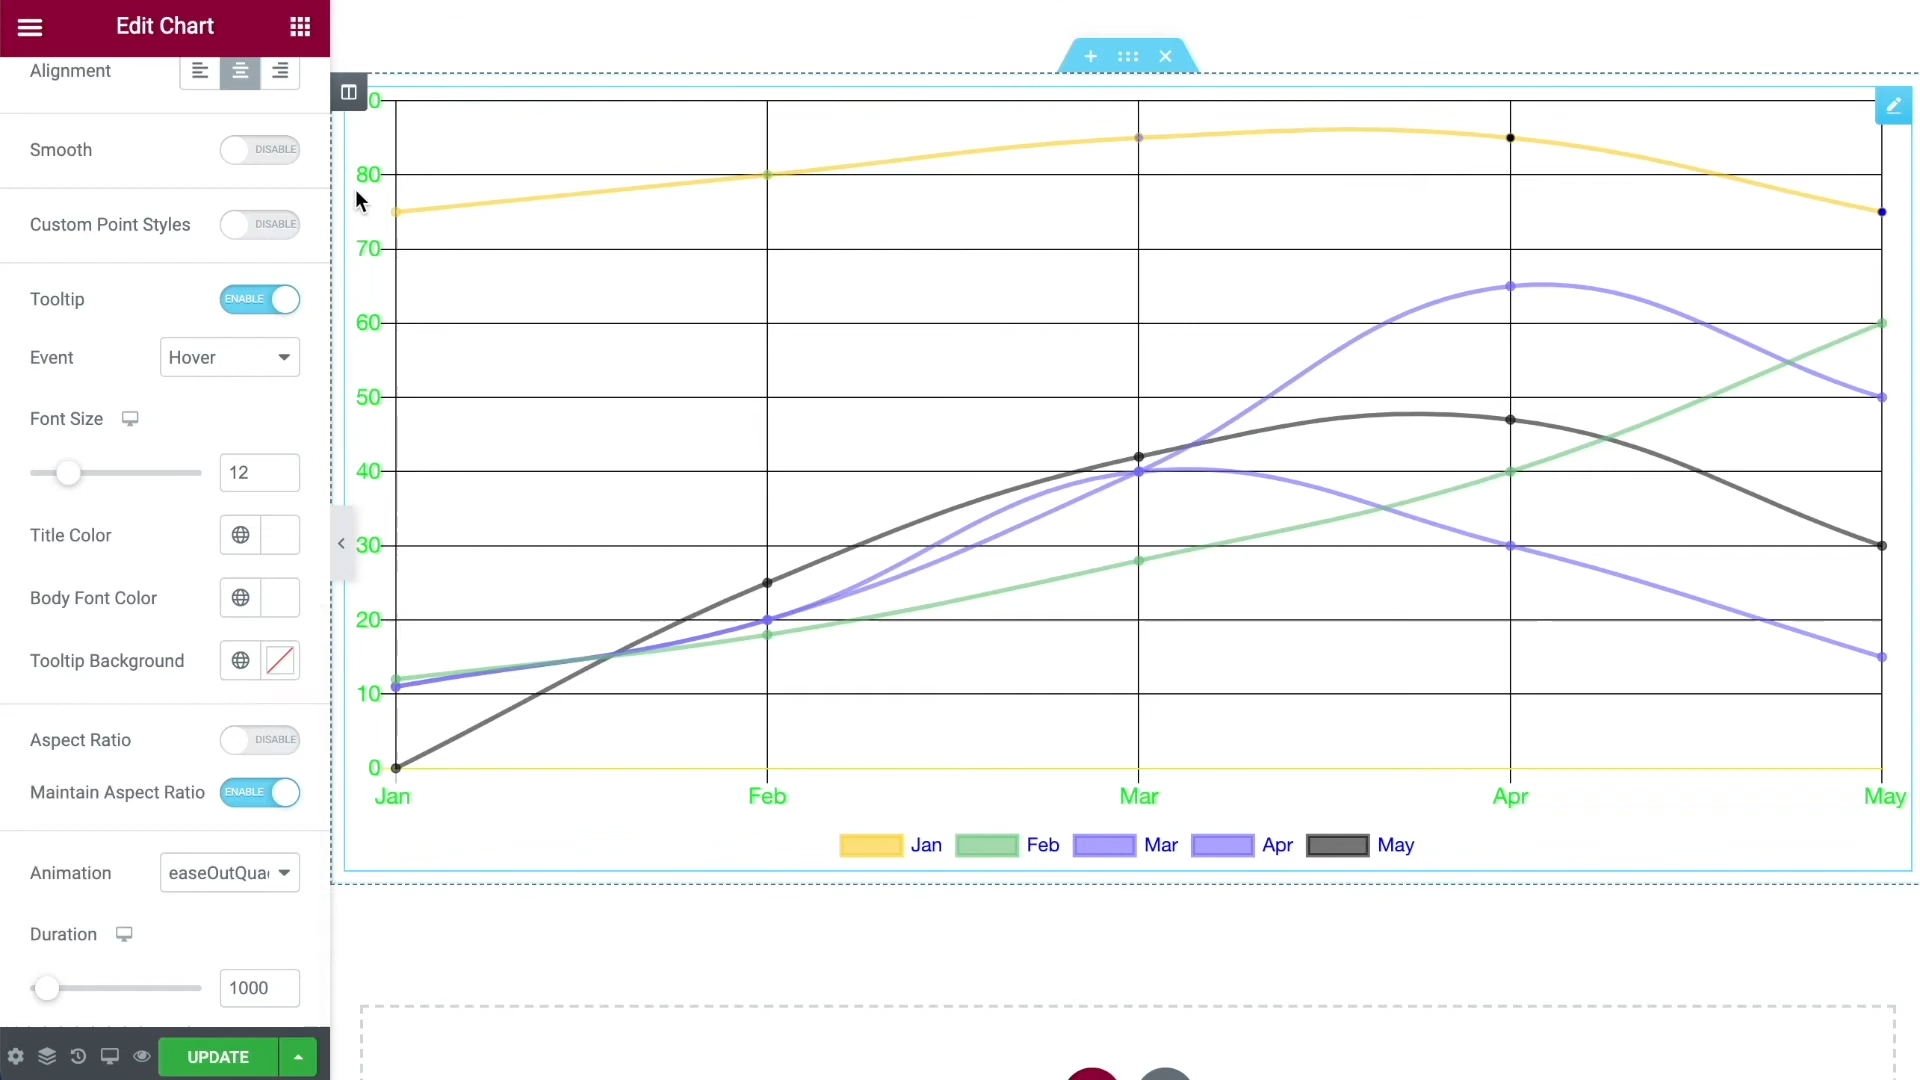 Edit Chart
Alignment
Smooth
DISABLE
Custom Point Styles
DISABLE
Tooltip
ENABLE
Event
Hover
Font Size
12
Title Color
Body Font Color
Tooltip Background
Aspect Ratio
DISABLE
Maintain Aspect Ratio
ENABLE
Animation
easeOutQua
Duration
1000
UPDATE
0
80
70
60
50
40
30
20
10
0
Jan Feb Mar Apr May
Jan Feb Mar Apr May